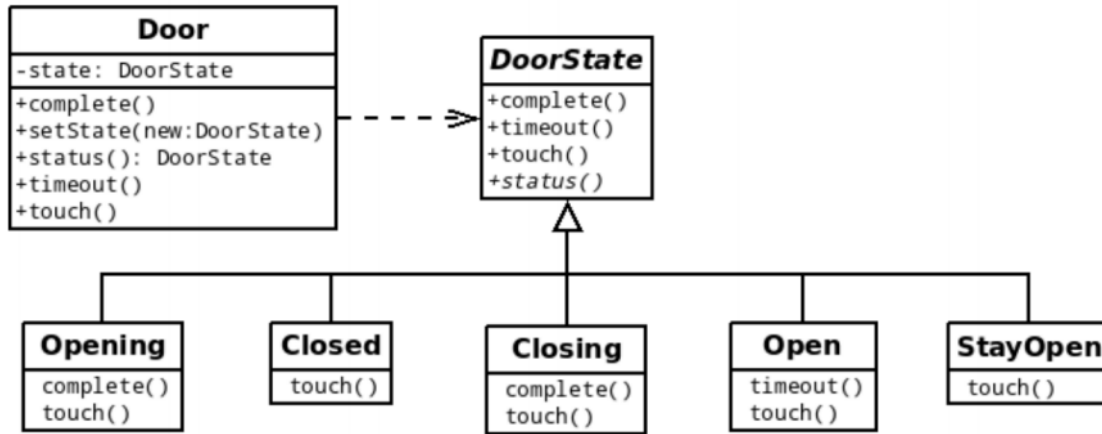 Door
-state: DoorState
+complete()
+setState(new:DoorState)
+status(): DoorState
+timeout()
+touch()
DoorState
+complete()
+timeout()
+touch()
+status()
Opening
complete()
touch()
Closed
touch()
Closing
complete()
touch()
Open
timeout()
touch()
StayOpen
touch()